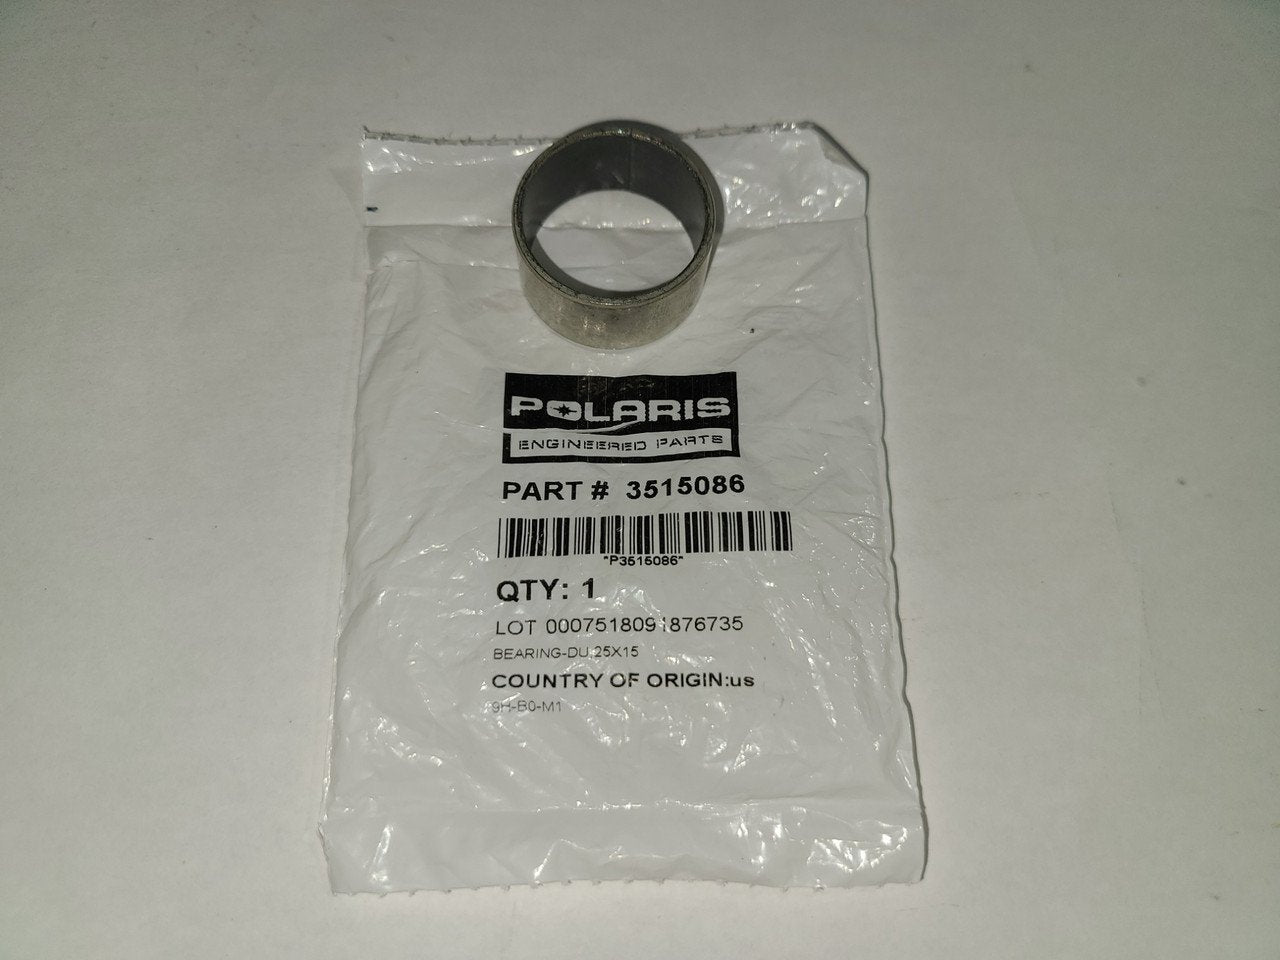 POLARIS
ENGINEERED PARTS
PART # 3515086
*P3515086*
QTY: 1
LOT 0007518091876735
BEARING-DU,25X15
COUNTRY OF ORIGIN:us
9H-B0-M1